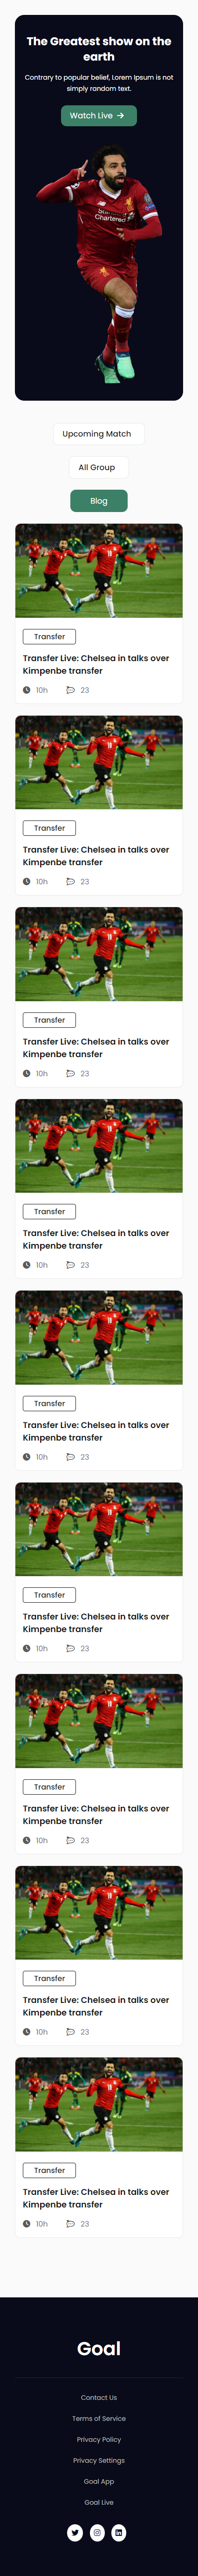 The Greatest show on the
earth
Contrary to popular belief, Lorem Ipsum is not
simply random text.
Watch Live
Standard
Chartered
Upcoming Match
All Group
Blog
Transfer
Transfer Live: Chelsea in talks over
Kimpenbe transfer
10h 23
Transfer
Transfer Live: Chelsea in talks over
Kimpenbe transfer
10h 23
Transfer
Transfer Live: Chelsea in talks over
Kimpenbe transfer
10h 23
Transfer
Transfer Live: Chelsea in talks over
Kimpenbe transfer
10h 23
Transfer
Transfer Live: Chelsea in talks over
Kimpenbe transfer
10h 23
Transfer
Transfer Live: Chelsea in talks over
Kimpenbe transfer
10h 23
Transfer
Transfer Live: Chelsea in talks over
Kimpenbe transfer
10h 23
Transfer
Transfer Live: Chelsea in talks over
Kimpenbe transfer
10h 23
Transfer
Transfer Live: Chelsea in talks over
Kimpenbe transfer
10h 23
Goal
Contact Us
Terms of Service
Privacy Policy
Privacy Settings
Goal App
Goal Live